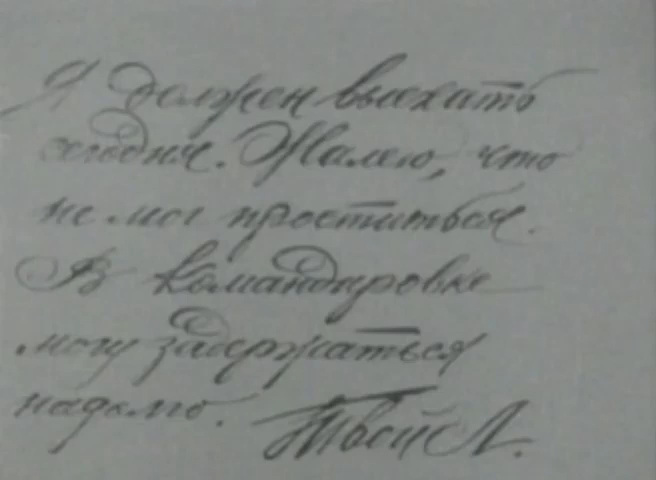 Я должен выехать
сегодня. Жалею, что
не мог проститься.
В командировке
могу задержаться
надолго. Твой Л.